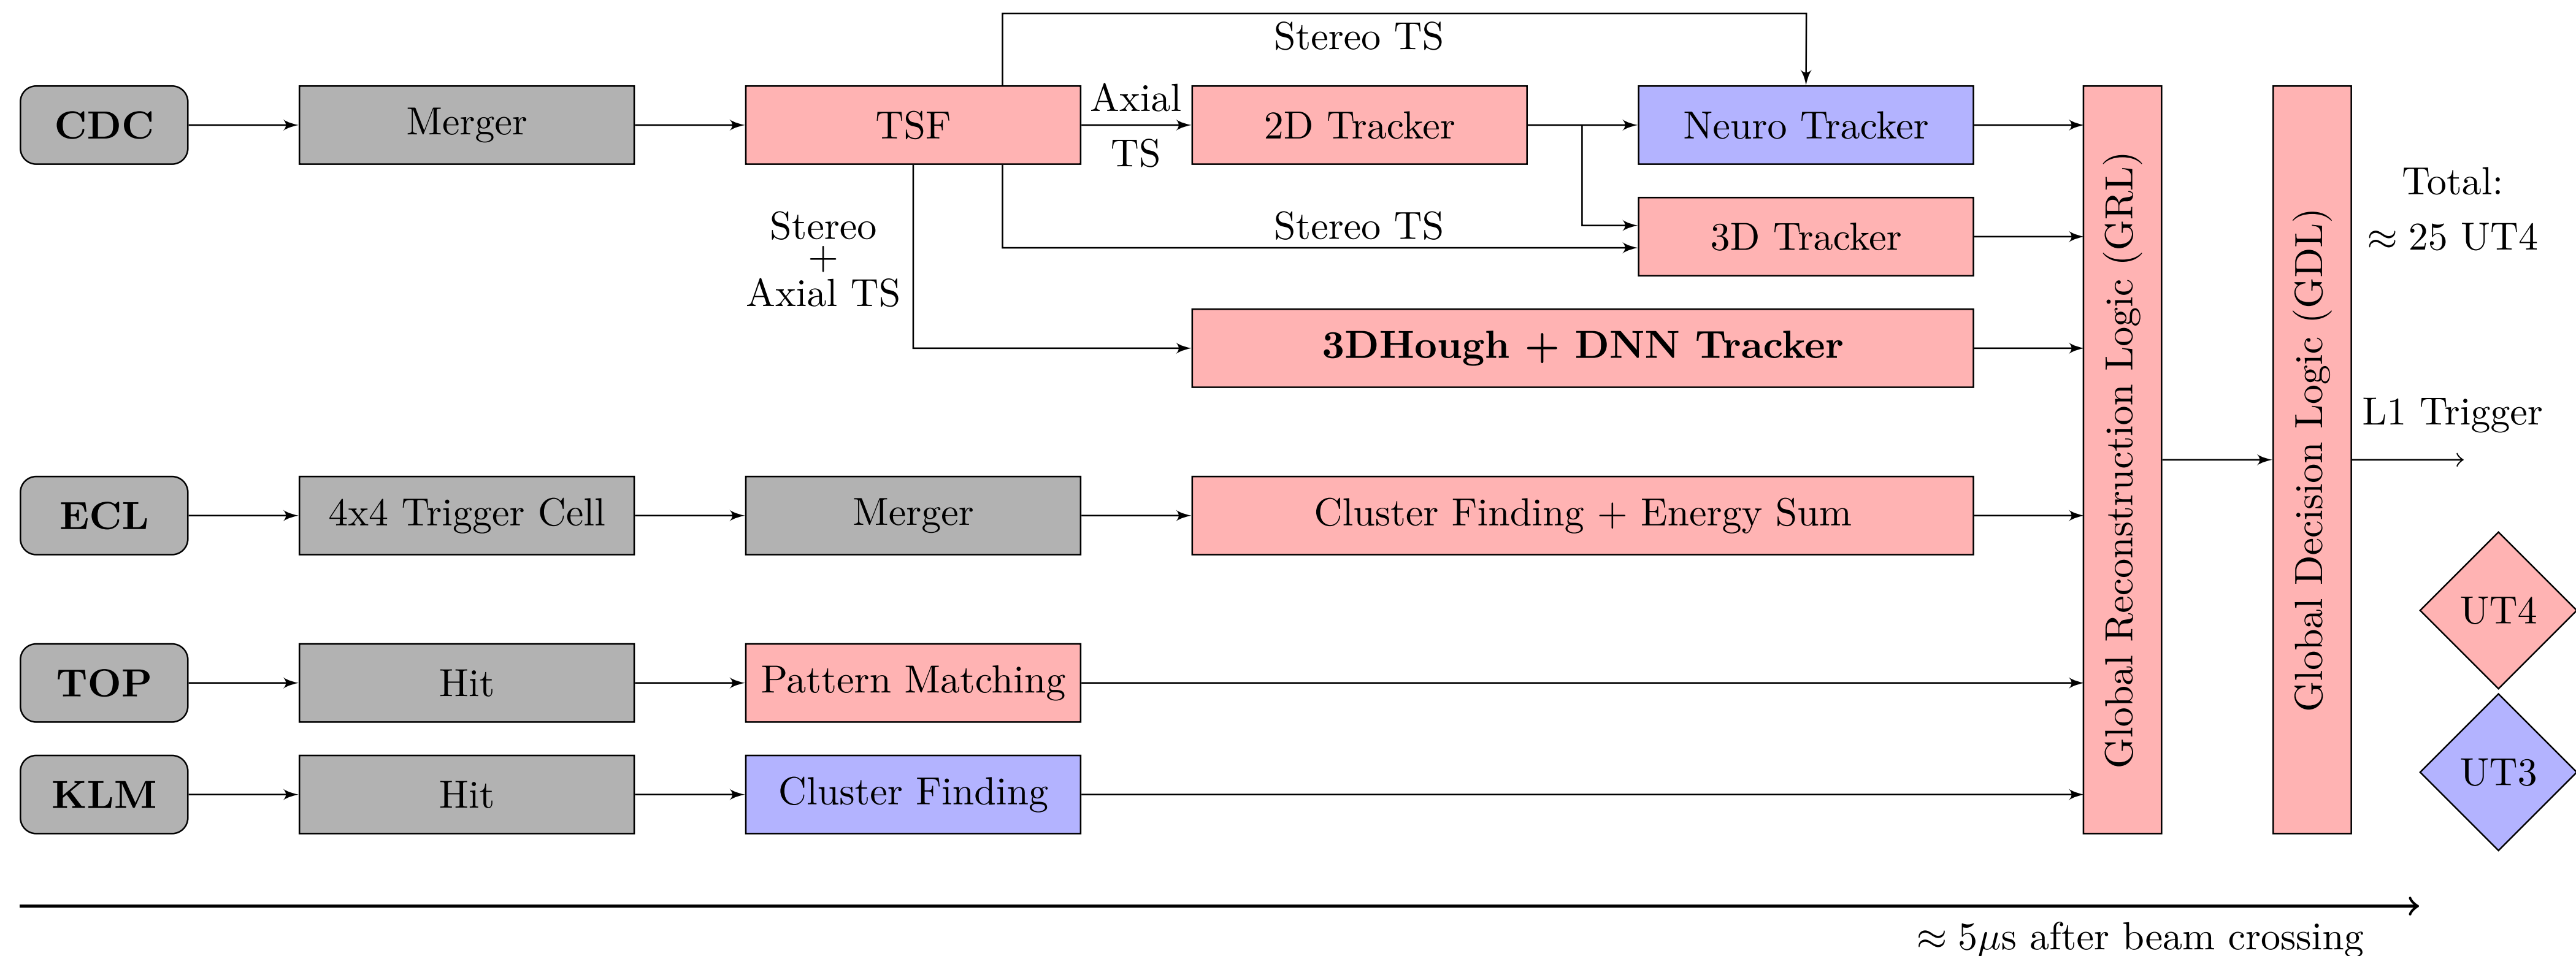 Stereo TS
CDC
Merger
TSF
Axial
TS
2D Tracker
Neuro Tracker
Stereo
+
Axial TS
Stereo TS
3D Tracker
3DHough + DNN Tracker
ECL
4x4 Trigger Cell
Merger
Cluster Finding + Energy Sum
TOP
Hit
Pattern Matching
KLM
Hit
Cluster Finding
Global Reconstruction Logic (GRL)
Global Decision Logic (GDL)
Total:
≈ 25 UT4
L1 Trigger
UT4
UT3
≈ 5μs after beam crossing